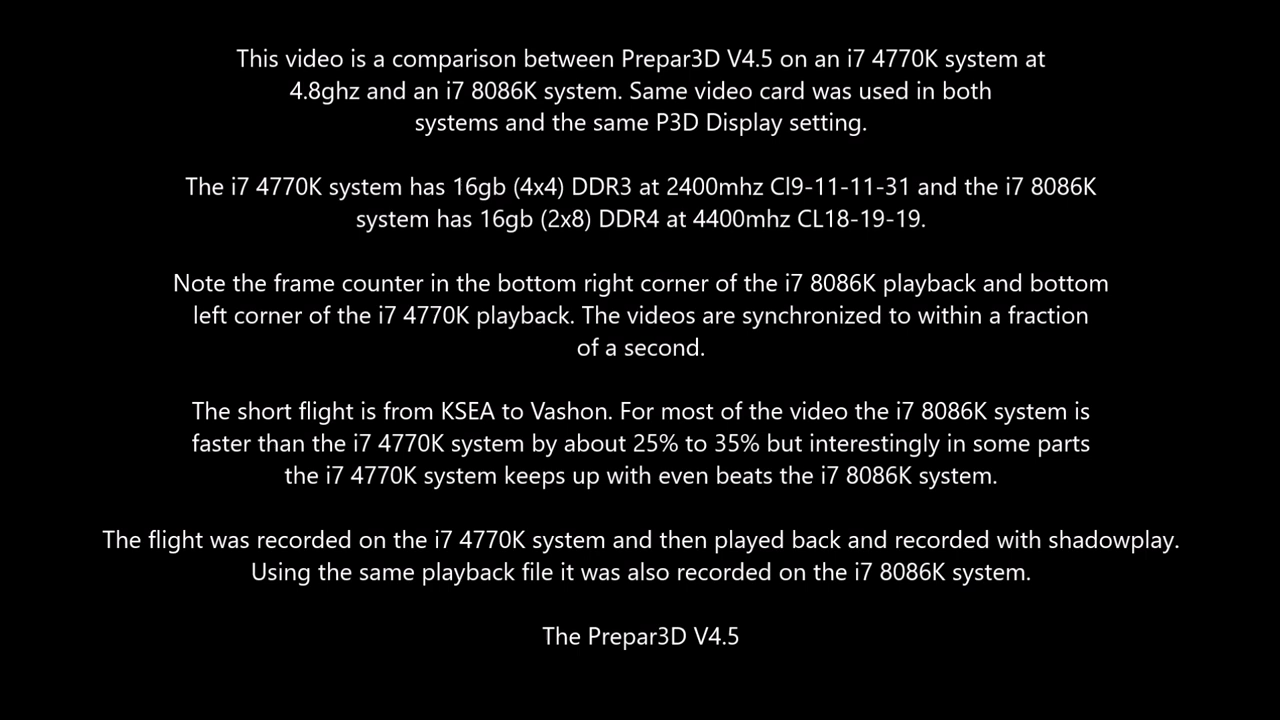 This video is a comparison between Prepar3D V4.5 on an i7 4770K system at
4.8ghz and an i7 8086K system. Same video card was used in both
systems and the same P3D Display setting.
The i7 4770K system has 16gb (4x4) DDR3 at 2400mhz Cl9-11-11-31 and the i7 8086K
system has 16gb (2x8) DDR4 at 4400mhz CL18-19-19.
Note the frame counter in the bottom right corner of the i7 8086K playback and bottom
left corner of the i7 4770K playback. The videos are synchronized to within a fraction
of a second.
The short flight is from KSEA to Vashon. For most of the video the i7 8086K system is
faster than the i7 4770K system by about 25% to 35% but interestingly in some parts
the i7 4770K system keeps up with even beats the i7 8086K system.
The flight was recorded on the i7 4770K system and then played back and recorded with shadowplay.
Using the same playback file it was also recorded on the i7 8086K system.
The Prepar3D V4.5